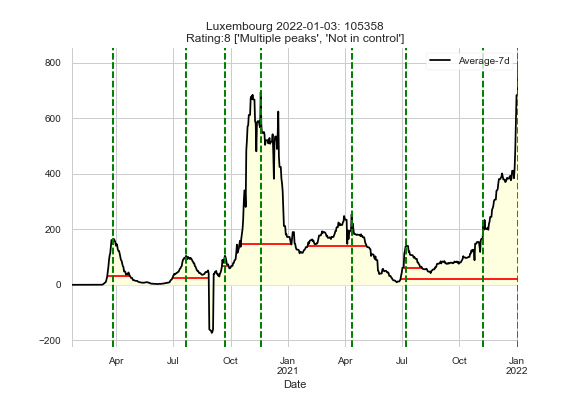 Luxembourg 2022-01-03: 105358
Rating:8 ['Multiple peaks', 'Not in control']
Average-7d
800
600
400
200
0
−200
Apr
Jul
Oct
Jan
2021
Apr
Jul
Oct
Jan
2022
Date